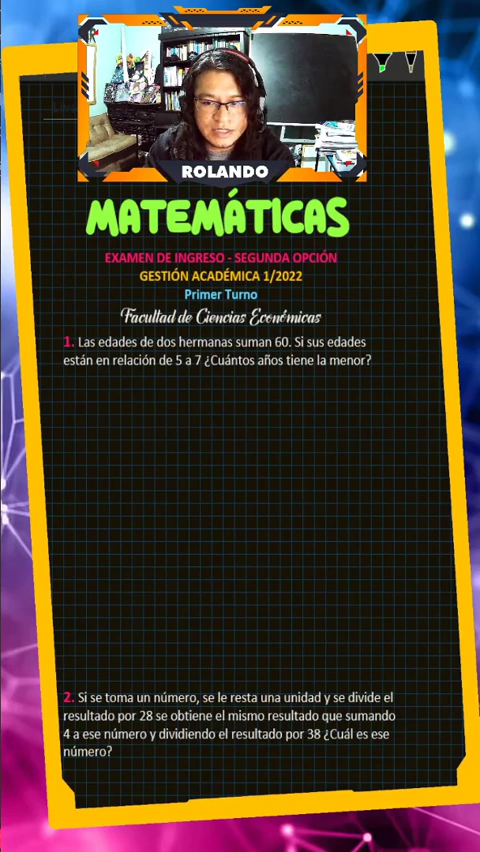 ROLANDO
MATEMÁTICAS
EXAMEN DE INGRESO - SEGUNDA OPCIÓN
GESTIÓN ACADÉMICA 1/2022
Primer Turno
Facultad de Ciencias Económicas
1. Las edades de dos hermanas suman 60. Si sus edades
están en relación de 5 a 7 ¿Cuántos años tiene la menor?
2. Si se toma un número, se le resta una unidad y se divide el
resultado por 28 se obtiene el mismo resultado que sumando
4 a ese número y dividiendo el resultado por 38 ¿Cuál es ese
número?